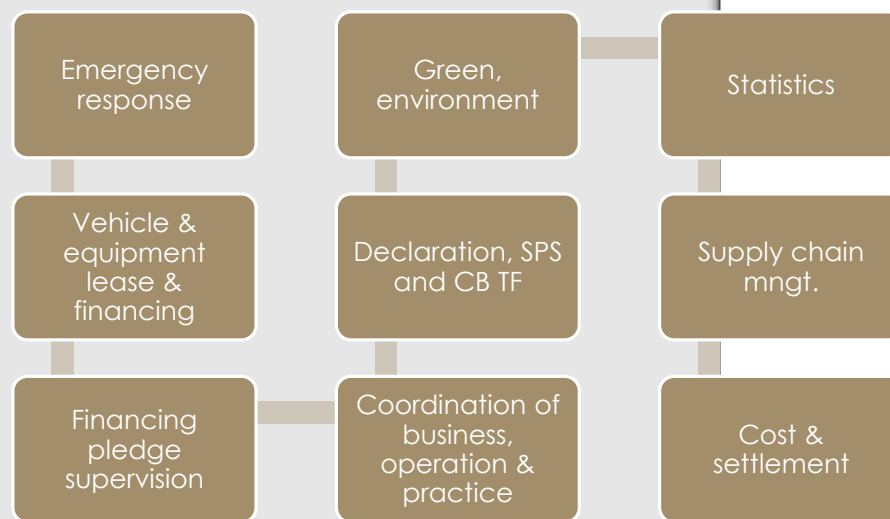 Emergency
response
Vehicle &
equipment
lease &
financing
Financing
pledge
supervision
Coordination of
business,
operation &
practice
Declaration, SPS
and CB TF
Green,
environment
Statistics
Supply chain
mngt.
Cost &
settlement